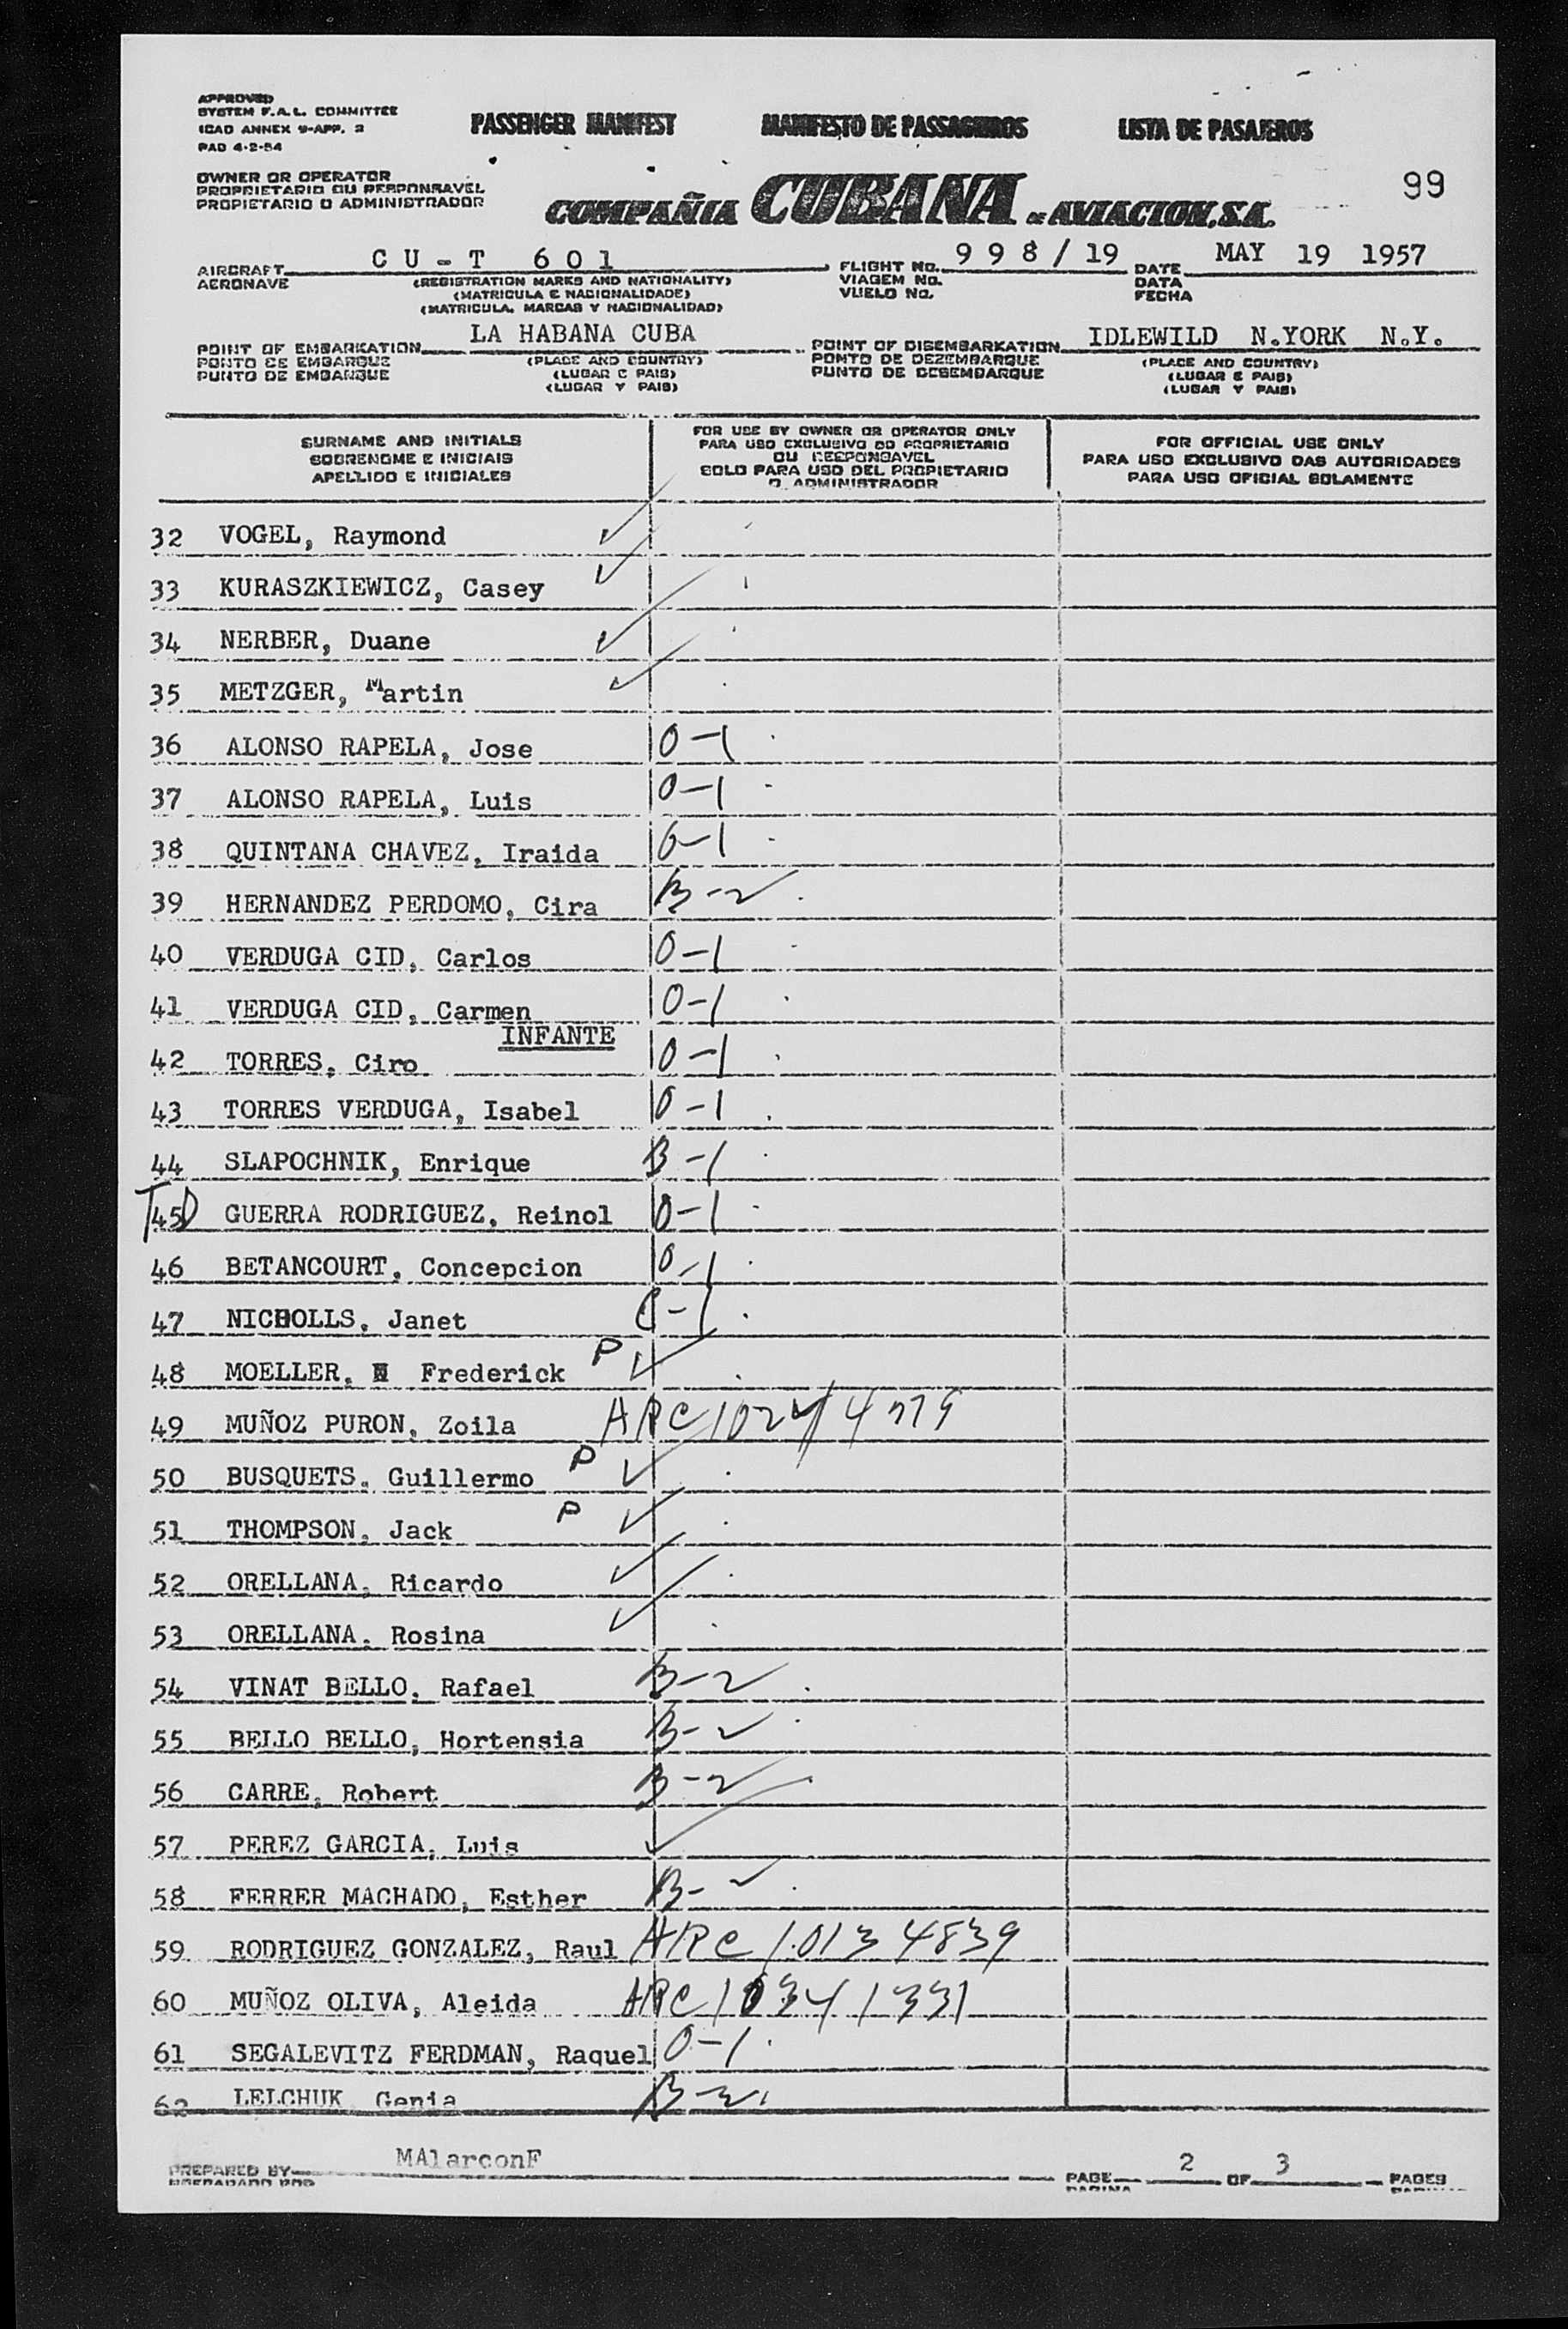 APPROVED
SYSTEM F.A.L. COMMITTEE
ICAO ANNEX 9-APP. 2
PAD 4-2-54
PASSENGER MANIFEST MANIFESTO DE PASSAGEIROS LISTA DE PASAJEROS
OWNER OR OPERATOR
PROPRIETARIO OU RESPONSAVEL
PROPIETARIO O ADMINISTRADOR
COMPAÑIA CUBANA DE AVIACION, S.A.
99
AIRCRAFT CU-T 601 FLIGHT No. 998/19 DATE MAY 19 1957
AERONAVE (REGISTRATION MARKS AND NATIONALITY) VIAGEM No. DATA
(MATRICULA E NACIONALIDADE) VUELO No. FECHA
(MATRICULA, MARCAS Y NACIONALIDAD)
POINT OF EMBARKATION LA HABANA CUBA POINT OF DISEMBARKATION IDLEWILD N.YORK N.Y.
PONTO DE EMBARQUE (PLACE AND COUNTRY) PONTO DE DEZEMBARQUE (PLACE AND COUNTRY)
PUNTO DE EMBARQUE (LUGAR E PAIS) PUNTO DE DESEMBARQUE (LUGAR E PAIS)
(LUGAR Y PAIS) (LUGAR Y PAIS)
SURNAME AND INITIALS
SOBRENOME E INICIAIS
APELLIDO E INICIALES
FOR USE BY OWNER OR OPERATOR ONLY
PARA USO EXCLUSIVO DO PROPRIETARIO
OU RESPONSAVEL
SOLO PARA USO DEL PROPIETARIO
O ADMINISTRADOR
FOR OFFICIAL USE ONLY
PARA USO EXCLUSIVO DAS AUTORIDADES
PARA USO OFICIAL SOLAMENTE
32 VOGEL, Raymond
33 KURASZKIEWICZ, Casey
34 NERBER, Duane
35 METZGER, Martin
36 ALONSO RAPELA, Jose 0-1
37 ALONSO RAPELA, Luis 0-1
38 QUINTANA CHAVEZ, Iraida 0-1
39 HERNANDEZ PERDOMO, Cira B-2
40 VERDUGA CID, Carlos 0-1
41 VERDUGA CID, Carmen 0-1
INFANTE
42 TORRES, Ciro 0-1
43 TORRES VERDUGA, Isabel 0-1
44 SLAPOCHNIK, Enrique B-1
45 GUERRA RODRIGUEZ, Reinol 0-1
46 BETANCOURT, Concepcion 0-1
47 NICHOLLS, Janet C-1
48 MOELLER, Frederick P
49 MUÑOZ PURON, Zoila ARC
50 BUSQUETS, Guillermo P
51 THOMPSON, Jack P
52 ORELLANA, Ricardo
53 ORELLANA, Rosina
54 VINAT BELLO, Rafael B-2
55 BELLO BELLO, Hortensia B-2
56 CARRE, Robert B-2
57 PEREZ GARCIA, Luis
58 FERRER MACHADO, Esther B-2
59 RODRIGUEZ GONZALEZ, Raul ARC 10134839
60 MUÑOZ OLIVA, Aleida ARC 10341331
61 SEGALEVITZ FERDMAN, Raquel 0-1
62 LELCHUK, Genia B-2
PREPARED BY MAlarconF PAGE 2 OF 3 PAGES
PREPARADO POR PAGINA